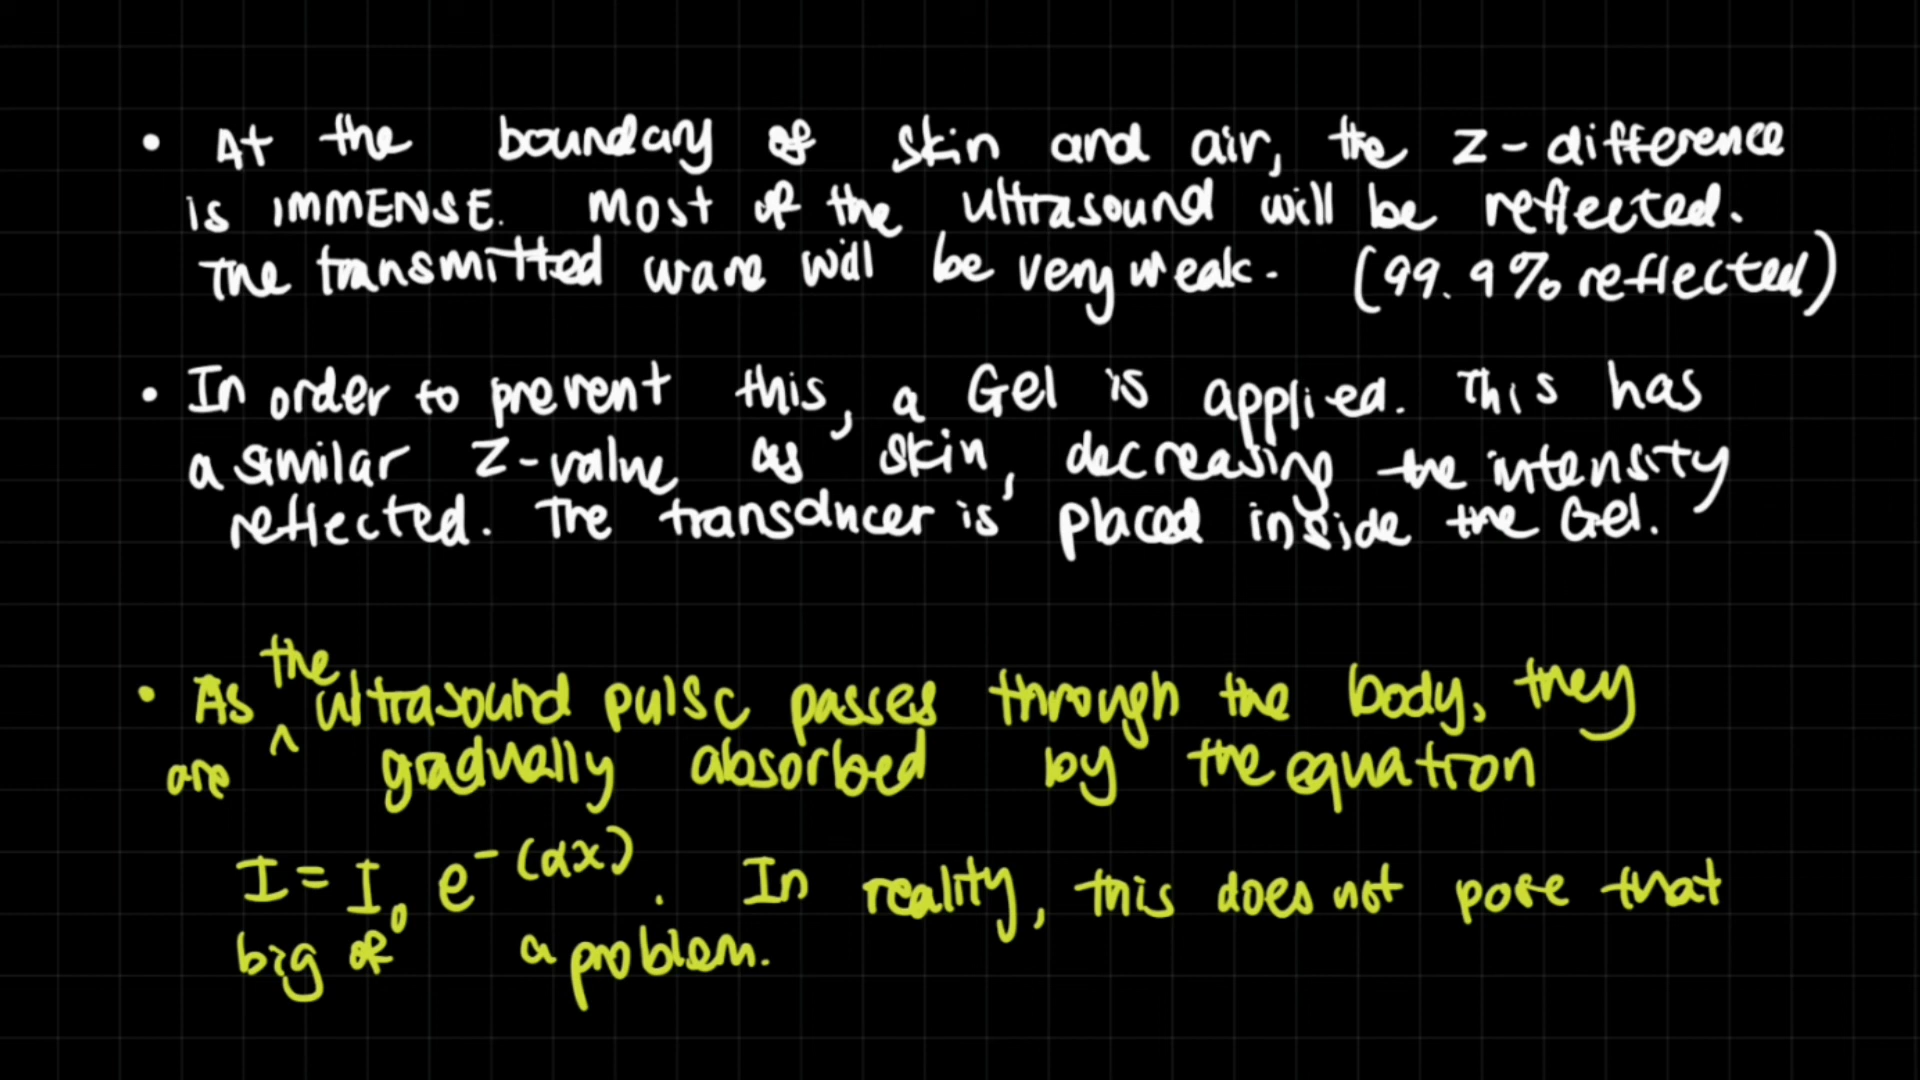 • At the boundary of skin and air, the Z-difference
is IMMENSE. Most of the ultrasound will be reflected.
The transmitted wave will be very weak. (99.9% reflected)
• In order to prevent this, a Gel is applied. This has
a similar Z-value as skin, decreasing the intensity
reflected. The transducer is placed inside the Gel.
• As the ultrasound pulse passes through the body, they
are gradually absorbed by the equation
I = I₀ e^-(αx). In reality, this does not pose that
big of a problem.